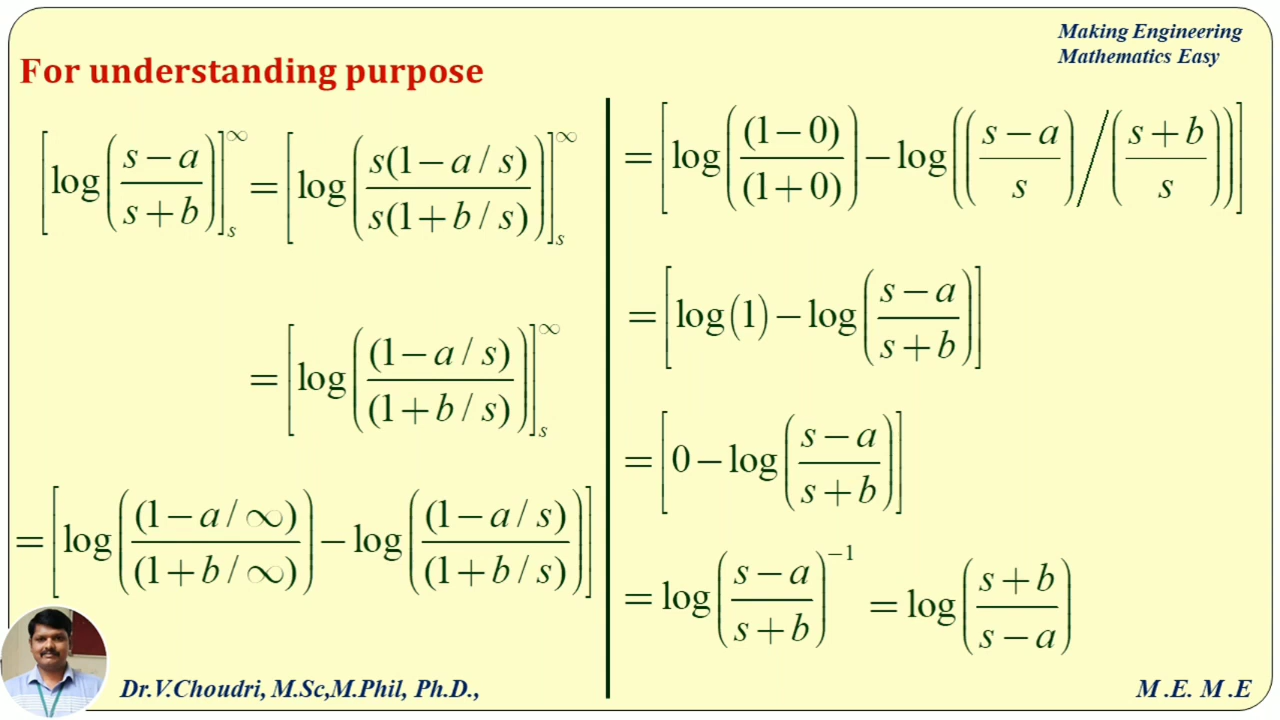 Making Engineering
Mathematics Easy
For understanding purpose
[log((s−a)/(s+b))]_s^∞ = [log(s(1−a/s)/s(1+b/s))]_s^∞
= [log((1−a/s)/(1+b/s))]_s^∞
= [log((1−a/∞)/(1+b/∞)) − log((1−a/s)/(1+b/s))]
= [log((1−0)/(1+0)) − log(((s−a)/s)/((s+b)/s))]
= [log(1) − log((s−a)/(s+b))]
= [0 − log((s−a)/(s+b))]
= log((s−a)/(s+b))^−1 = log((s+b)/(s−a))
Dr.V.Choudri, M.Sc,M.Phil, Ph.D.,
M.E. M.E